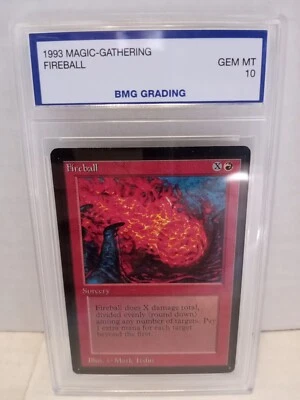 1993 MAGIC-GATHERING
FIREBALL
GEM MT
10
BMG GRADING
Fireball
X
Sorcery
Fireball does X damage total,
divided evenly (round down)
among any number of targets. Pay
1 extra mana for each target
beyond the first.
Illus. © Mark Tedin